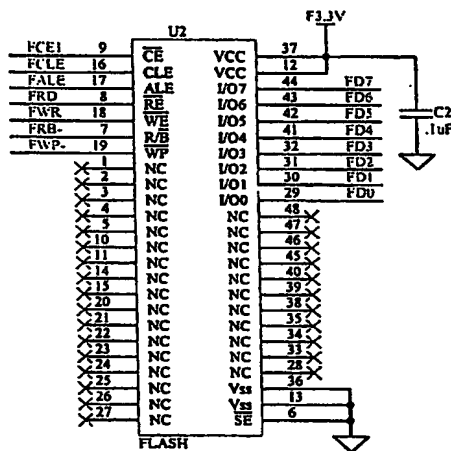 U2
F3.3V
FCE1 9 CE VCC 37
FCLE 16 CLE VCC 12
FALE 17 ALE I/O7 44 FD7
FRD 8 RE I/O6 43 FD6
FWR 18 WE I/O5 42 FD5
FRB- 7 R/B I/O4 41 FD4
FWP- 19 WP I/O3 32 FD3
1 NC I/O2 31 FD2
2 NC I/O1 30 FD1
3 NC I/O0 29 FD0
4 NC NC 48
5 NC NC 47
10 NC NC 46
11 NC NC 45
14 NC NC 40
15 NC NC 39
20 NC NC 38
21 NC NC 35
22 NC NC 34
23 NC NC 33
24 NC NC 28
25 NC Vss 36
26 NC Vss 13
27 NC SE 6
FLASH
C2
.1uF